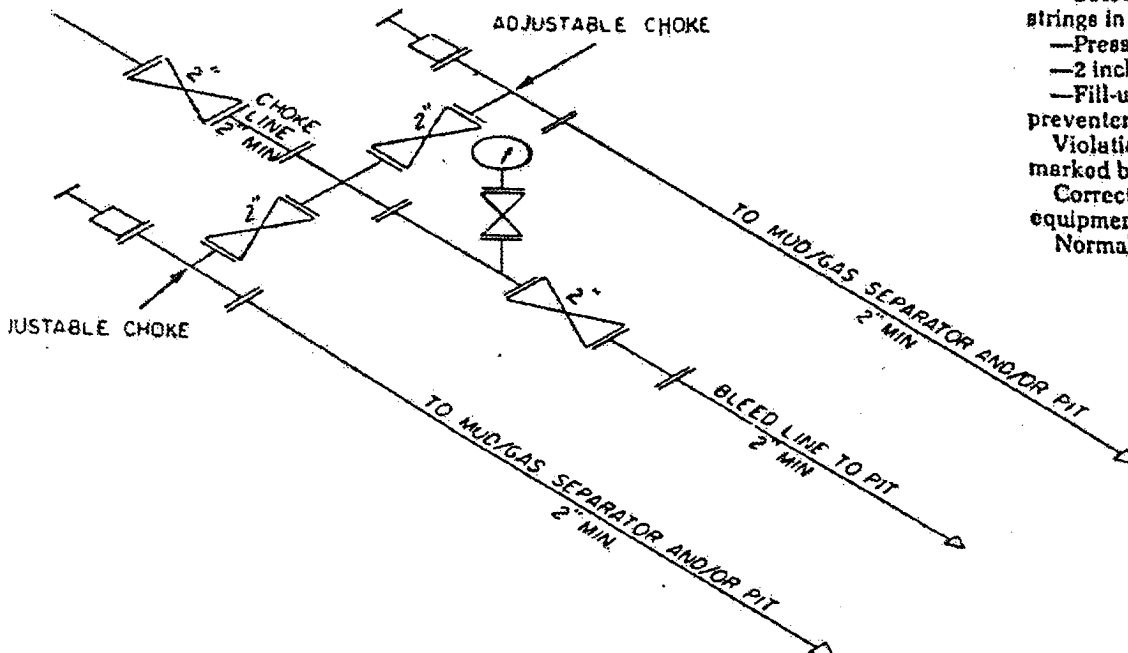 ADJUSTABLE CHOKE
2"
CHOKE
LINE
2" MIN
2"
2"
JUSTABLE CHOKE
2"
TO MUD/GAS SEPARATOR AND/OR PIT
2" MIN
BLEED LINE TO PIT
2" MIN
TO MUD/GAS SEPARATOR AND/OR PIT
2" MIN.
strings in
—Press
—2 incl
—Fill-u
preventer
Violatio
marked b
Correct
equipmen
Norma